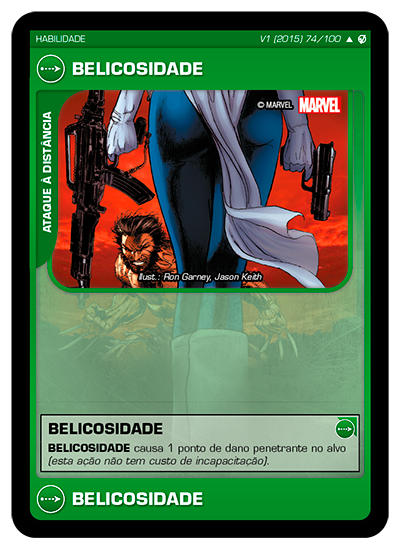 HABILIDADE
V1 (2015) 74/100
BELICOSIDADE
ATAQUE À DISTÂNCIA
© MARVEL MARVEL
Illust.: Ron Garney, Jason Keith
BELICOSIDADE
BELICOSIDADE causa 1 ponto de dano penetrante no alvo
(esta ação não tem custo de incapacitação).
BELICOSIDADE